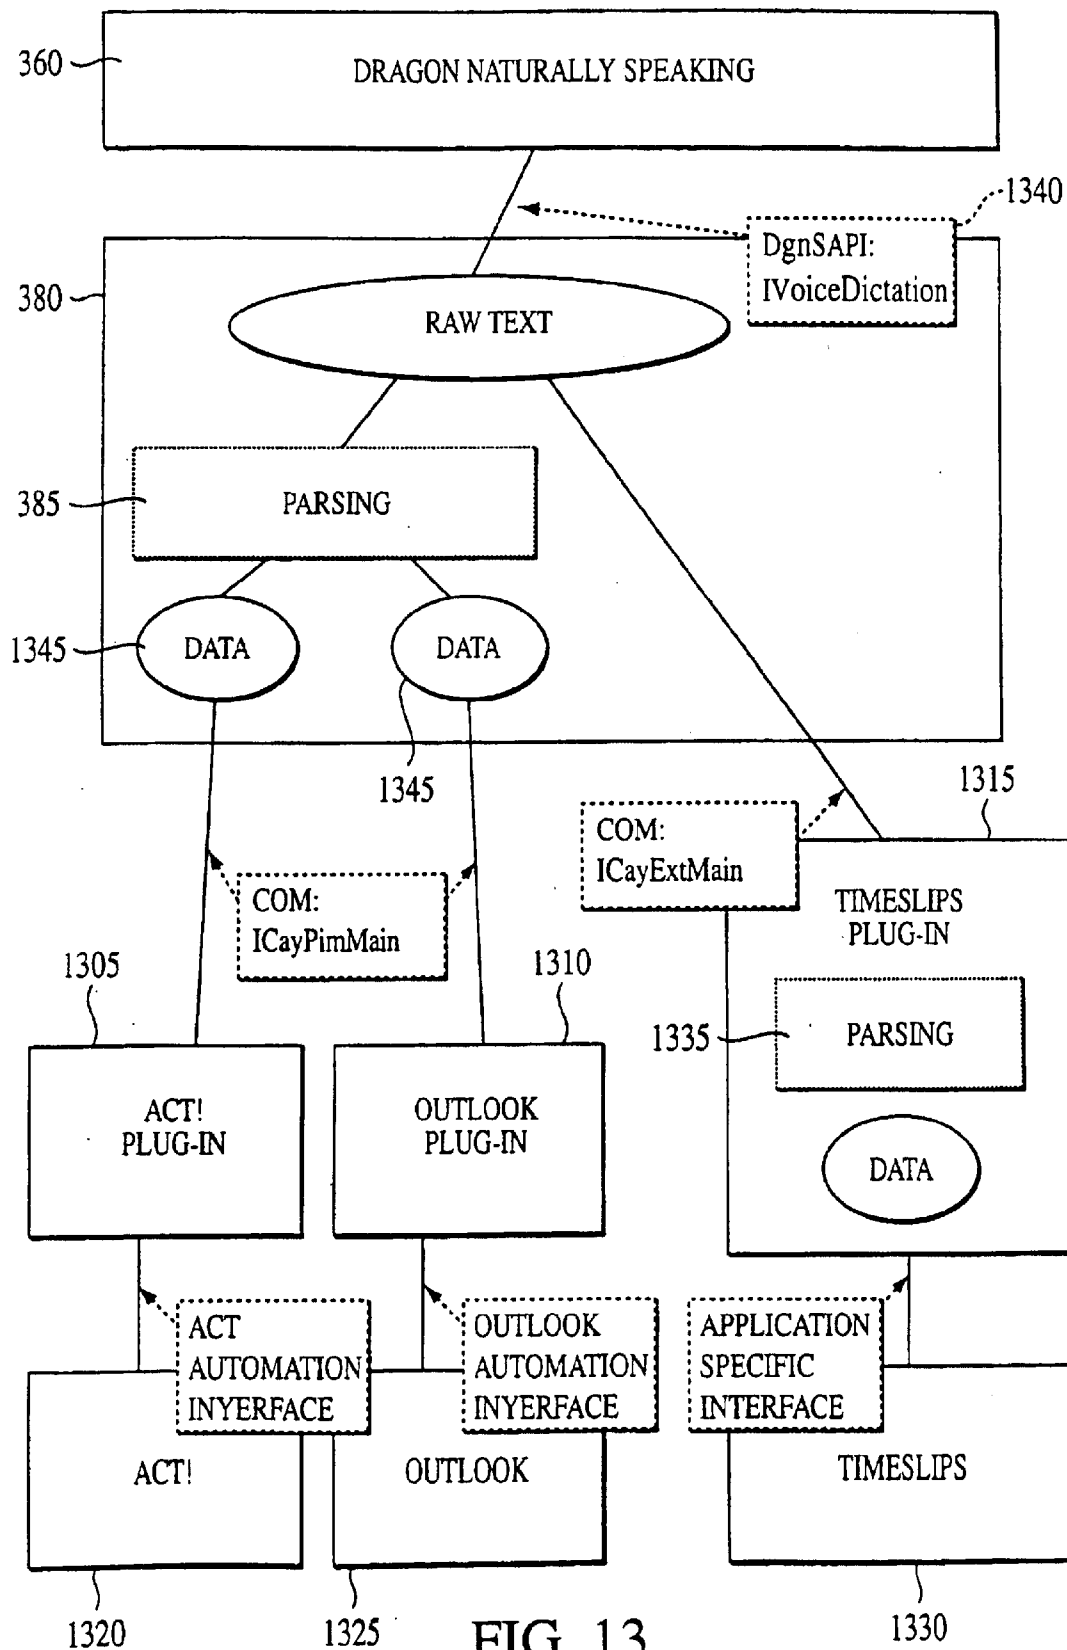 360
DRAGON NATURALLY SPEAKING
1340
DgnSAPI:
IVoiceDictation
380
RAW TEXT
385
PARSING
1345
DATA
DATA
1345
1315
COM:
ICayExtMain
TIMESLIPS
PLUG-IN
COM:
ICayPimMain
1305
1310
1335
PARSING
ACT!
PLUG-IN
OUTLOOK
PLUG-IN
DATA
ACT
AUTOMATION
INYERFACE
OUTLOOK
AUTOMATION
INYERFACE
APPLICATION
SPECIFIC
INTERFACE
ACT!
OUTLOOK
TIMESLIPS
1320
1325
1330
FIG. 13